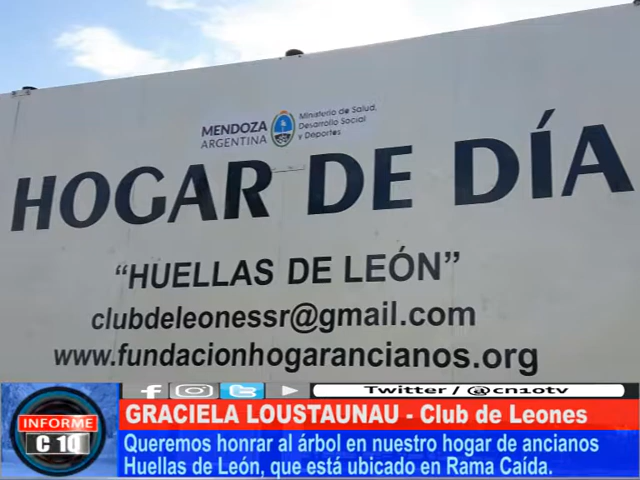 MENDOZA
ARGENTINA
Ministerio de Salud,
Desarrollo Social
y Deportes
HOGAR DE DÍA
“HUELLAS DE LEÓN”
clubdeleonessr@gmail.com
www.fundacionhogarancianos.org
Twitter / @cn10tv
INFORME
C 10
GRACIELA LOUSTAUNAU - Club de Leones
Queremos honrar al árbol en nuestro hogar de ancianos
Huellas de León, que está ubicado en Rama Caída.